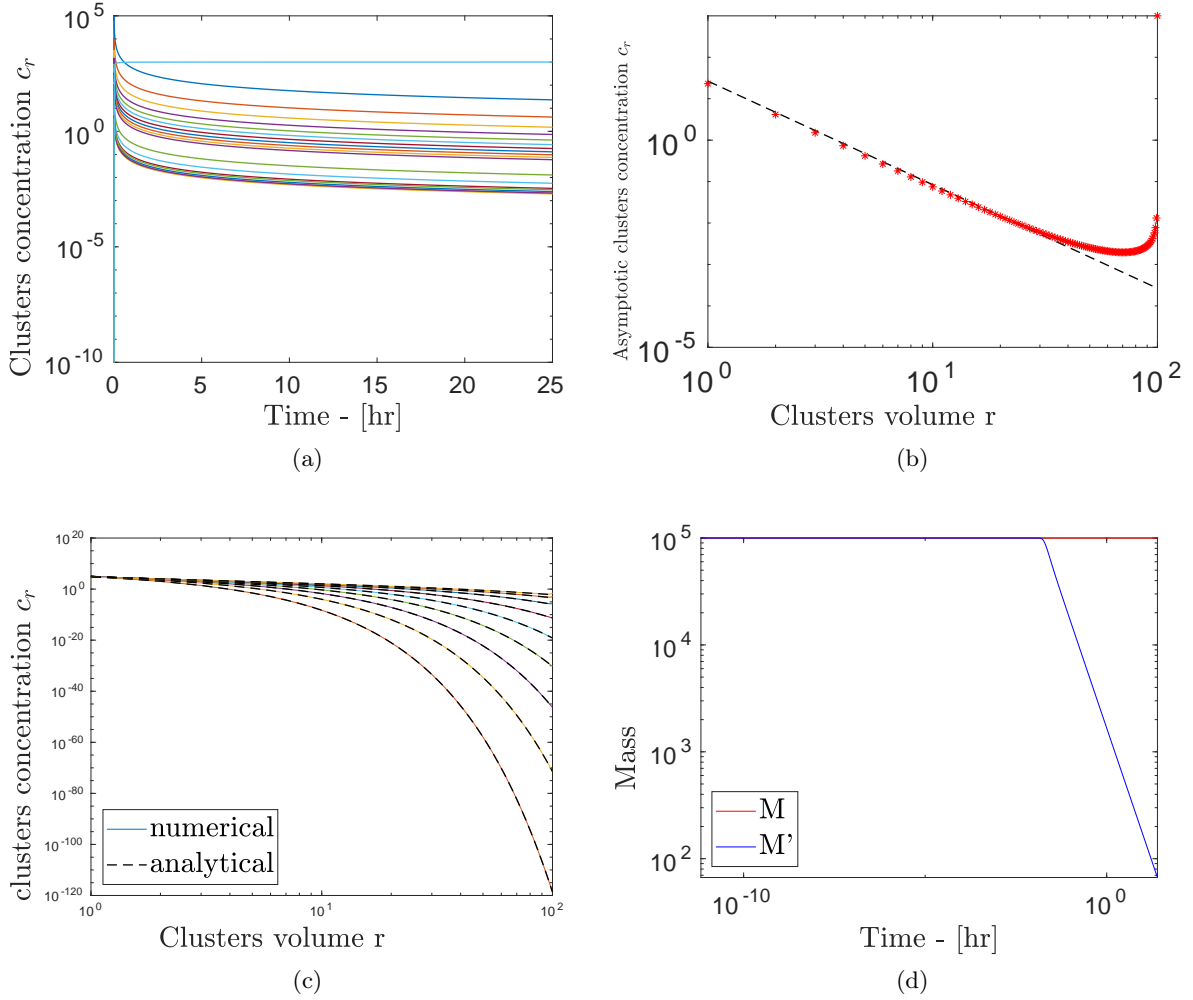 Clusters concentration c_r
10^5
10^0
10^-5
10^-10
0 5 10 15 20 25
Time - [hr]
(a)
Asymptotic clusters concentration c_r
10^0
10^-5
10^0 10^1 10^2
Clusters volume r
(b)
clusters concentration c_r
10^20
10^0
10^-20
10^-40
10^-60
10^-80
10^-100
10^-120
numerical
analytical
10^0 10^1 10^2
Clusters volume r
(c)
Mass
10^5
10^4
10^3
10^2
M
M'
10^-10 10^0
Time - [hr]
(d)